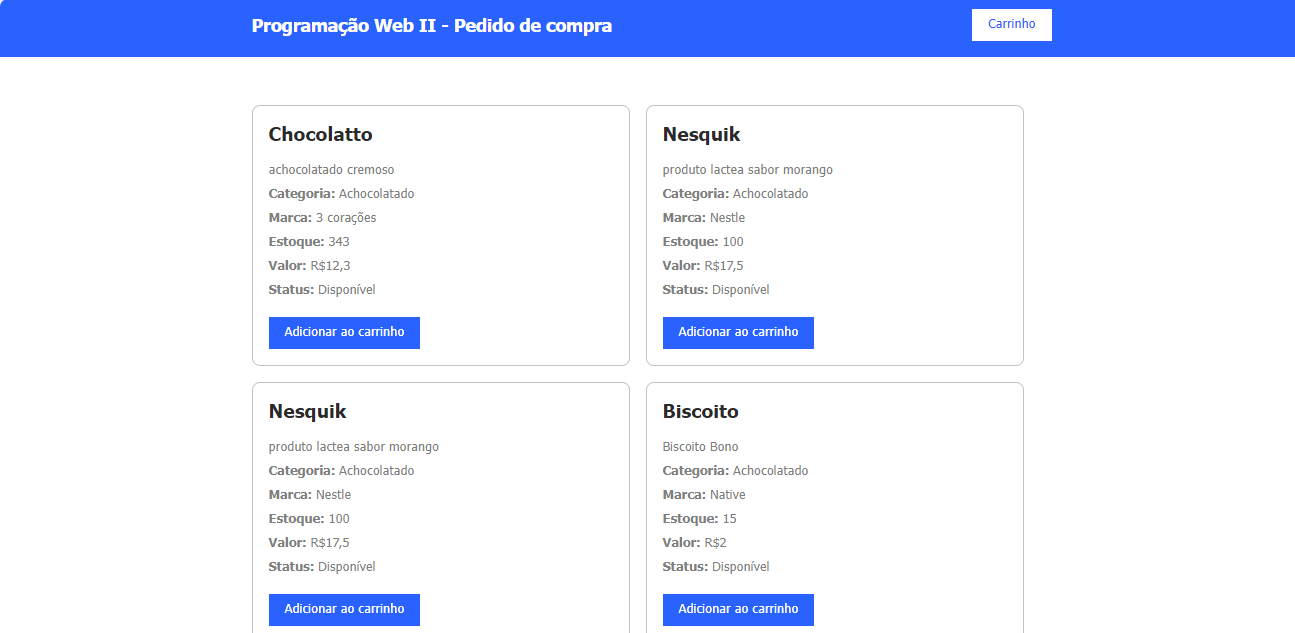 Programação Web II - Pedido de compra
Carrinho
Chocolatto
achocolatado cremoso
Categoria: Achocolatado
Marca: 3 corações
Estoque: 343
Valor: R$12,3
Status: Disponível
Adicionar ao carrinho
Nesquik
produto lactea sabor morango
Categoria: Achocolatado
Marca: Nestle
Estoque: 100
Valor: R$17,5
Status: Disponível
Adicionar ao carrinho
Nesquik
produto lactea sabor morango
Categoria: Achocolatado
Marca: Nestle
Estoque: 100
Valor: R$17,5
Status: Disponível
Adicionar ao carrinho
Biscoito
Biscoito Bono
Categoria: Achocolatado
Marca: Native
Estoque: 15
Valor: R$2
Status: Disponível
Adicionar ao carrinho